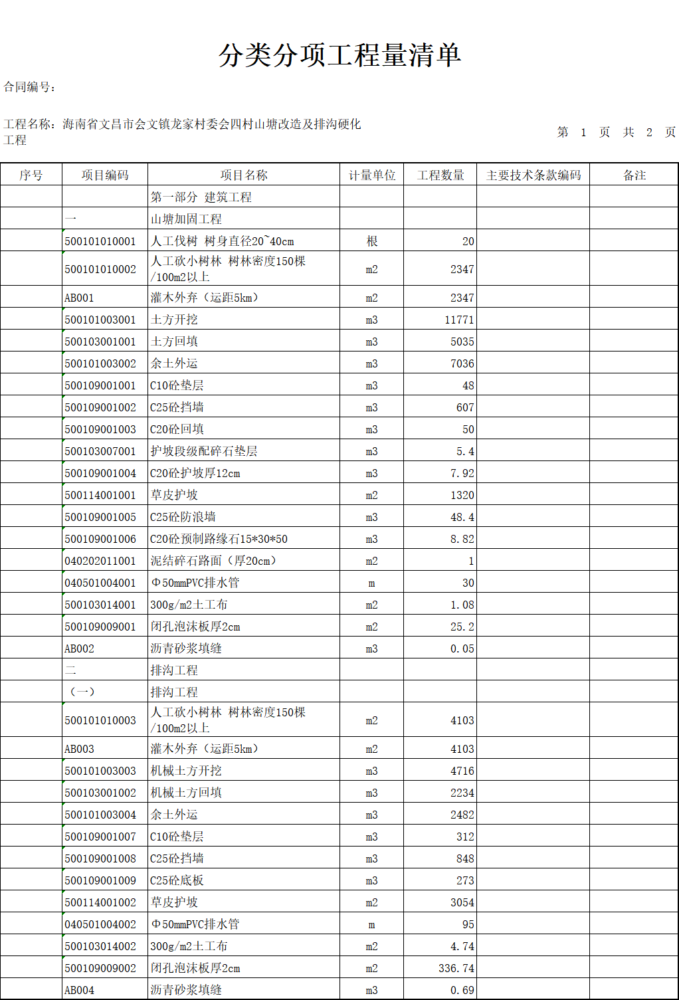 分类分项工程量清单
合同编号：
工程名称：海南省文昌市会文镇龙家村委会四村山塘改造及排沟硬化
工程
第 1 页 共 2 页
序号 项目编码 项目名称 计量单位 工程数量 主要技术条款编码 备注
第一部分 建筑工程
一 山塘加固工程
500101010001 人工伐树 树身直径20~40cm 根 20
500101010002 人工砍小树林 树林密度150棵
/100m2以上 m2 2347
AB001 灌木外弃（运距5km） m2 2347
500101003001 土方开挖 m3 11771
500103001001 土方回填 m3 5035
500101003002 余土外运 m3 7036
500109001001 C10砼垫层 m3 48
500109001002 C25砼挡墙 m3 607
500109001003 C20砼回填 m3 50
500103007001 护坡段级配碎石垫层 m3 5.4
500109001004 C20砼护坡厚12cm m3 7.92
500114001001 草皮护坡 m2 1320
500109001005 C25砼防浪墙 m3 48.4
500109001006 C20砼预制路缘石15*30*50 m3 8.82
040202011001 泥结碎石路面（厚20cm） m2 1
040501004001 Φ50mmPVC排水管 m 30
500103014001 300g/m2土工布 m2 1.08
500109009001 闭孔泡沫板厚2cm m2 25.2
AB002 沥青砂浆填缝 m3 0.05
二 排沟工程
（一） 排沟工程
500101010003 人工砍小树林 树林密度150棵
/100m2以上 m2 4103
AB003 灌木外弃（运距5km） m2 4103
500101003003 机械土方开挖 m3 4716
500103001002 机械土方回填 m3 2234
500101003004 余土外运 m3 2482
500109001007 C10砼垫层 m3 312
500109001008 C25砼挡墙 m3 848
500109001009 C25砼底板 m3 273
500114001002 草皮护坡 m2 3054
040501004002 Φ50mmPVC排水管 m 95
500103014002 300g/m2土工布 m2 4.74
500109009002 闭孔泡沫板厚2cm m2 336.74
AB004 沥青砂浆填缝 m3 0.69